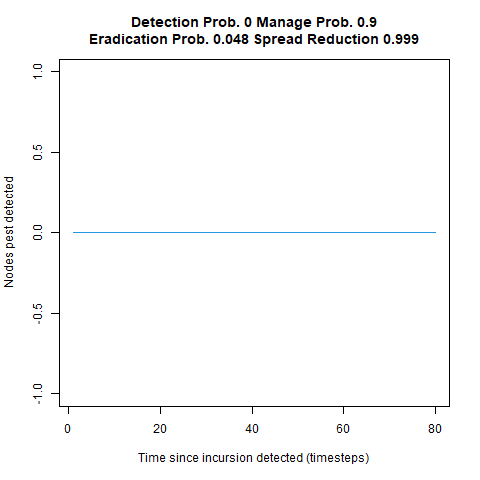 Detection Prob. 0 Manage Prob. 0.9
Eradication Prob. 0.048 Spread Reduction 0.999
Nodes pest detected
1.0
0.5
0.0
-0.5
-1.0
0 20 40 60 80
Time since incursion detected (timesteps)